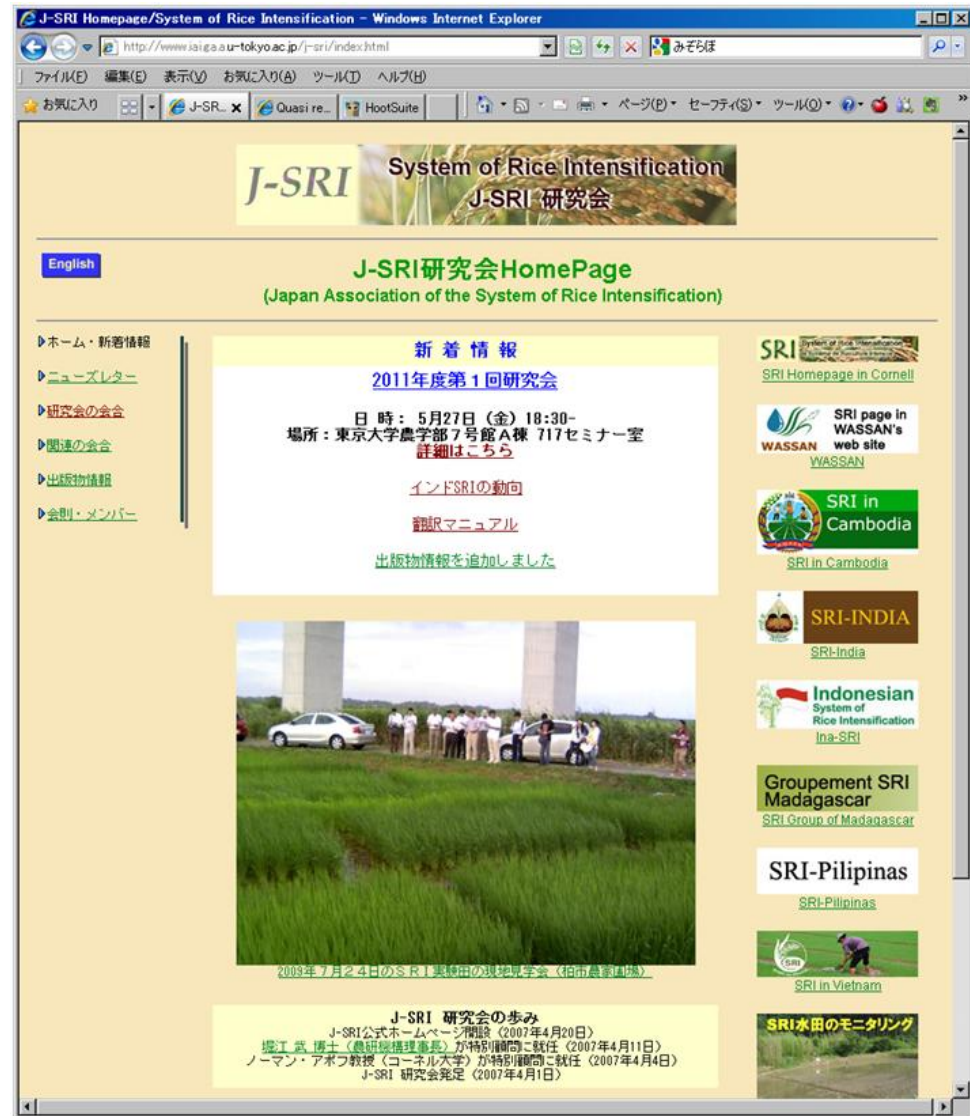 J-SRI Homepage/System of Rice Intensification - Windows Internet Explorer
http://www.iai.ga.a.u-tokyo.ac.jp/j-sri/index.html
みぞらぼ
ファイル(F) 編集(E) 表示(V) お気に入り(A) ツール(T) ヘルプ(H)
お気に入り J-SR... Quasi re... HootSuite ページ(P) セーフティ(S) ツール(O)
J-SRI
System of Rice Intensification
J-SRI 研究会
English
J-SRI研究会HomePage
(Japan Association of the System of Rice Intensification)
ホーム・新着情報
ニューズレター
研究会の会合
関連の会合
出版物情報
会則・メンバー
新 着 情 報
2011年度第1回研究会
日 時： 5月27日（金）18:30-
場所：東京大学農学部7号館A棟 717セミナー室
詳細はこちら
インドSRIの動向
翻訳マニュアル
出版物情報を追加しました
2009年7月24日のSRI実験田の現地見学会（柏市農家圃場）
J-SRI 研究会の歩み
J-SRI公式ホームページ開設（2007年4月20日）
堀江 武 博士（農研機構理事長）が特別顧問に就任（2007年4月11日）
ノーマン・アポフ教授（コーネル大学）が特別顧問に就任（2007年4月4日）
J-SRI 研究会発足（2007年4月1日）
SRI System of Rice Intensification
SRI Homepage in Cornell
WASSAN
SRI page in
WASSAN's
web site
WASSAN
SRI in
Cambodia
SRI in Cambodia
SRI-INDIA
SRI-India
Indonesian
System of
Rice Intensification
Ina-SRI
Groupement SRI
Madagascar
SRI Group of Madagascar
SRI-Pilipinas
SRI-Pilipinas
SRI
SRI in Vietnam
SRI水田のモニタリング